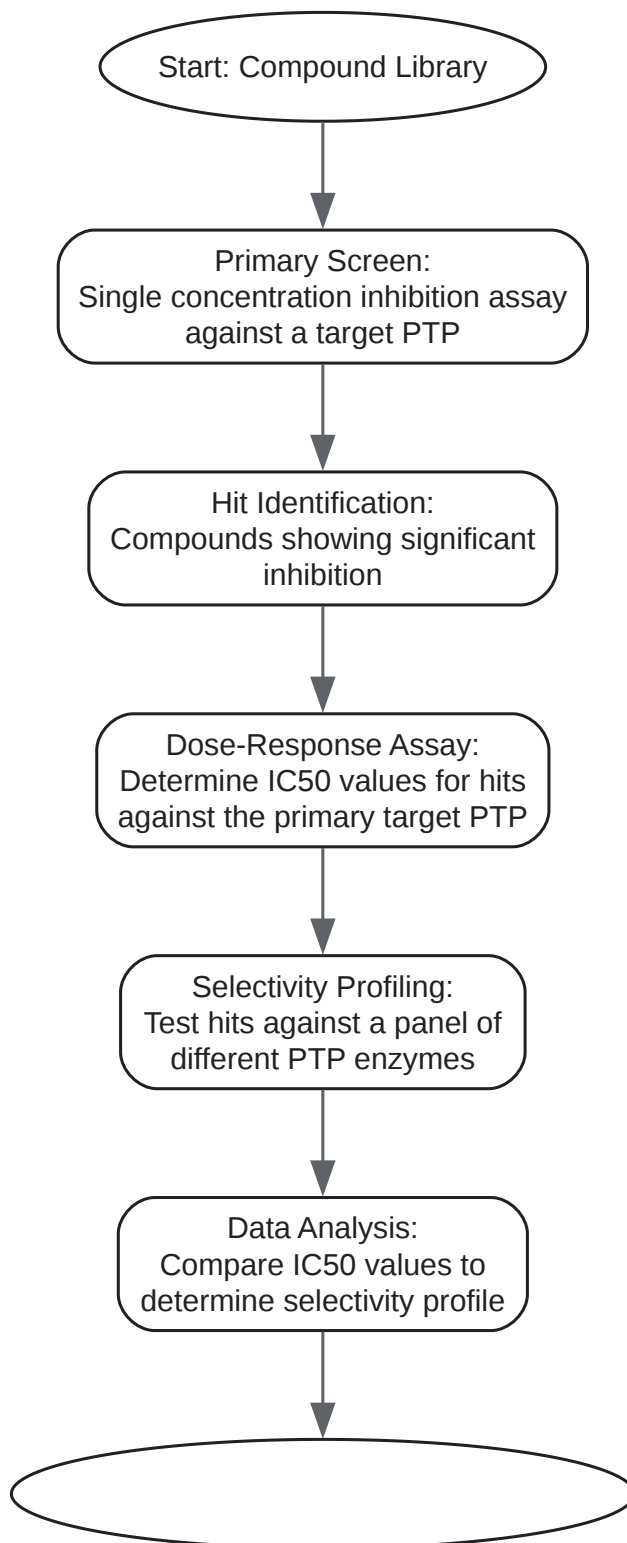 Start: Compound Library
Primary Screen:
Single concentration inhibition assay
against a target PTP
Hit Identification:
Compounds showing significant
inhibition
Dose-Response Assay:
Determine IC50 values for hits
against the primary target PTP
Selectivity Profiling:
Test hits against a panel of
different PTP enzymes
Data Analysis:
Compare IC50 values to
determine selectivity profile